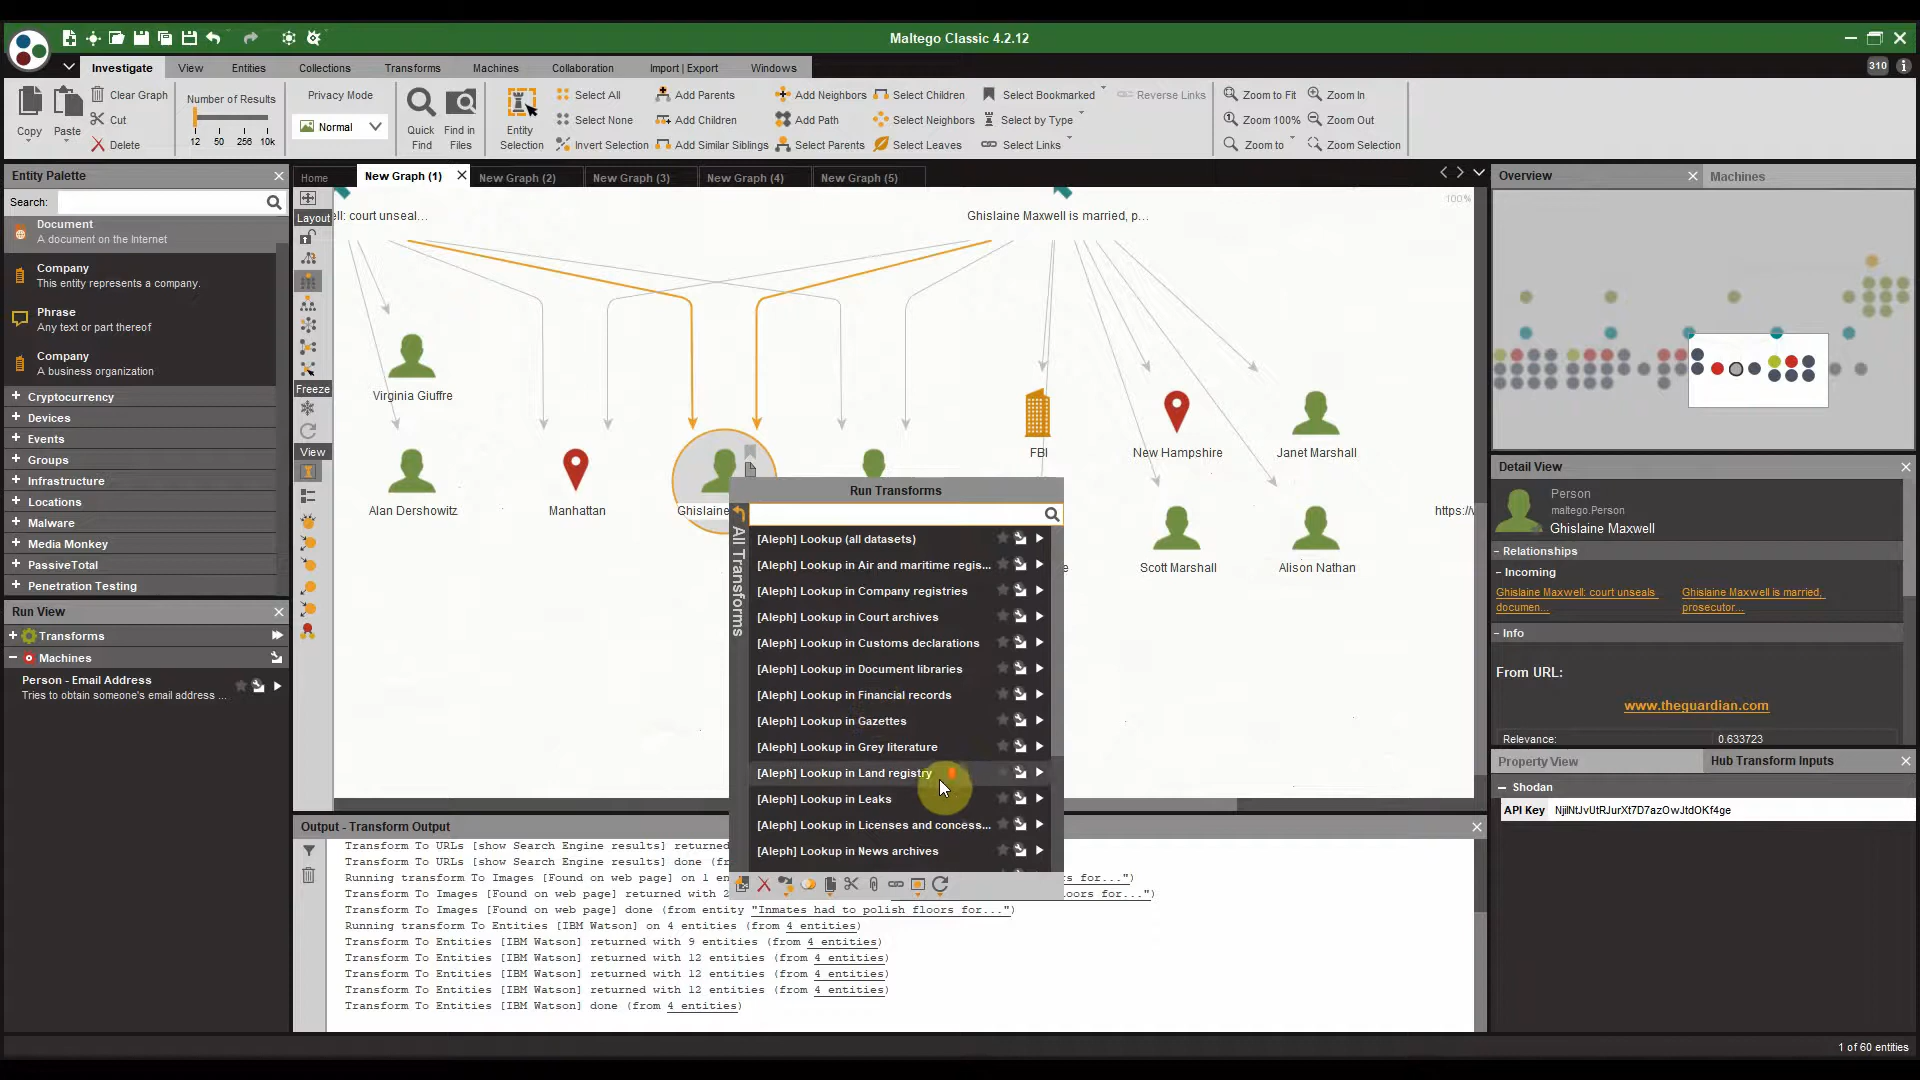 Maltego Classic 4.2.12
Investigate
View
Entities
Collections
Transforms
Machines
Collaboration
Import | Export
Windows
310
Copy
Paste
Clear Graph
Cut
Delete
Number of Results
12 50 256 10k
Privacy Mode
Normal
Quick Find
Find in Files
Entity Selection
Select All
Select None
Invert Selection
Add Parents
Add Children
Add Similar Siblings
Add Neighbors
Add Path
Select Parents
Select Children
Select Neighbors
Select Leaves
Select Bookmarked
Select by Type
Select Links
Reverse Links
Zoom to Fit
Zoom 100%
Zoom to
Zoom In
Zoom Out
Zoom Selection
Entity Palette
Search:
Document
A document on the Internet
Company
This entity represents a company.
Phrase
Any text or part thereof
Company
A business organization
Cryptocurrency
Devices
Events
Groups
Infrastructure
Locations
Malware
Media Monkey
PassiveTotal
Penetration Testing
Run View
Transforms
Machines
Person - Email Address
Tries to obtain someone's email address ...
Home
New Graph (1)
New Graph (2)
New Graph (3)
New Graph (4)
New Graph (5)
Layout
Freeze
View
100%
ell: court unseal...
Ghislaine Maxwell is married, p...
Virginia Giuffre
Alan Dershowitz
Manhattan
Ghislaine
FBI
New Hampshire
Janet Marshall
Scott Marshall
Alison Nathan
Run Transforms
All Transforms
[Aleph] Lookup (all datasets)
[Aleph] Lookup in Air and maritime regis...
[Aleph] Lookup in Company registries
[Aleph] Lookup in Court archives
[Aleph] Lookup in Customs declarations
[Aleph] Lookup in Document libraries
[Aleph] Lookup in Financial records
[Aleph] Lookup in Gazettes
[Aleph] Lookup in Grey literature
[Aleph] Lookup in Land registry
[Aleph] Lookup in Leaks
[Aleph] Lookup in Licenses and concess...
[Aleph] Lookup in News archives
Output - Transform Output
Transform To URLs [show Search Engine results] returned
Transform To URLs [show Search Engine results] done (fr
Running transform To Images [Found on web page] on 1 en
s for...")
Transform To Images [Found on web page] returned with 2
oors for...")
Transform To Images [Found on web page] done (from entity "Inmates had to polish floors for...")
Running transform To Entities [IBM Watson] on 4 entities (from 4 entities)
Transform To Entities [IBM Watson] returned with 9 entities (from 4 entities)
Transform To Entities [IBM Watson] returned with 12 entities (from 4 entities)
Transform To Entities [IBM Watson] returned with 12 entities (from 4 entities)
Transform To Entities [IBM Watson] returned with 12 entities (from 4 entities)
Transform To Entities [IBM Watson] done (from 4 entities)
Overview
Machines
Detail View
Person
maltego.Person
Ghislaine Maxwell
Relationships
Incoming
Ghislaine Maxwell: court unseals documen...
Ghislaine Maxwell is married, prosecutor...
Info
From URL:
www.theguardian.com
Relevance: 0.633723
Property View
Hub Transform Inputs
Shodan
API Key
1 of 60 entities